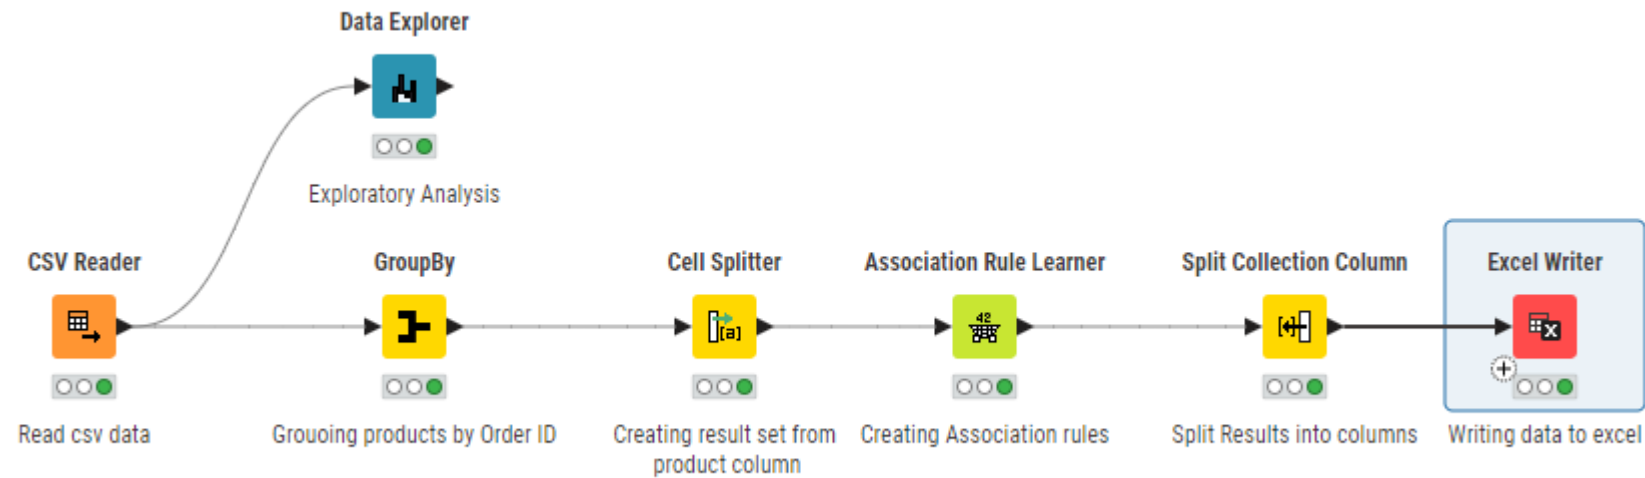 Data Explorer
Exploratory Analysis
CSV Reader
GroupBy
Cell Splitter
Association Rule Learner
Split Collection Column
Excel Writer
[a]
42
Read csv data
Grouoing products by Order ID
Creating result set from
product column
Creating Association rules
Split Results into columns
Writing data to excel